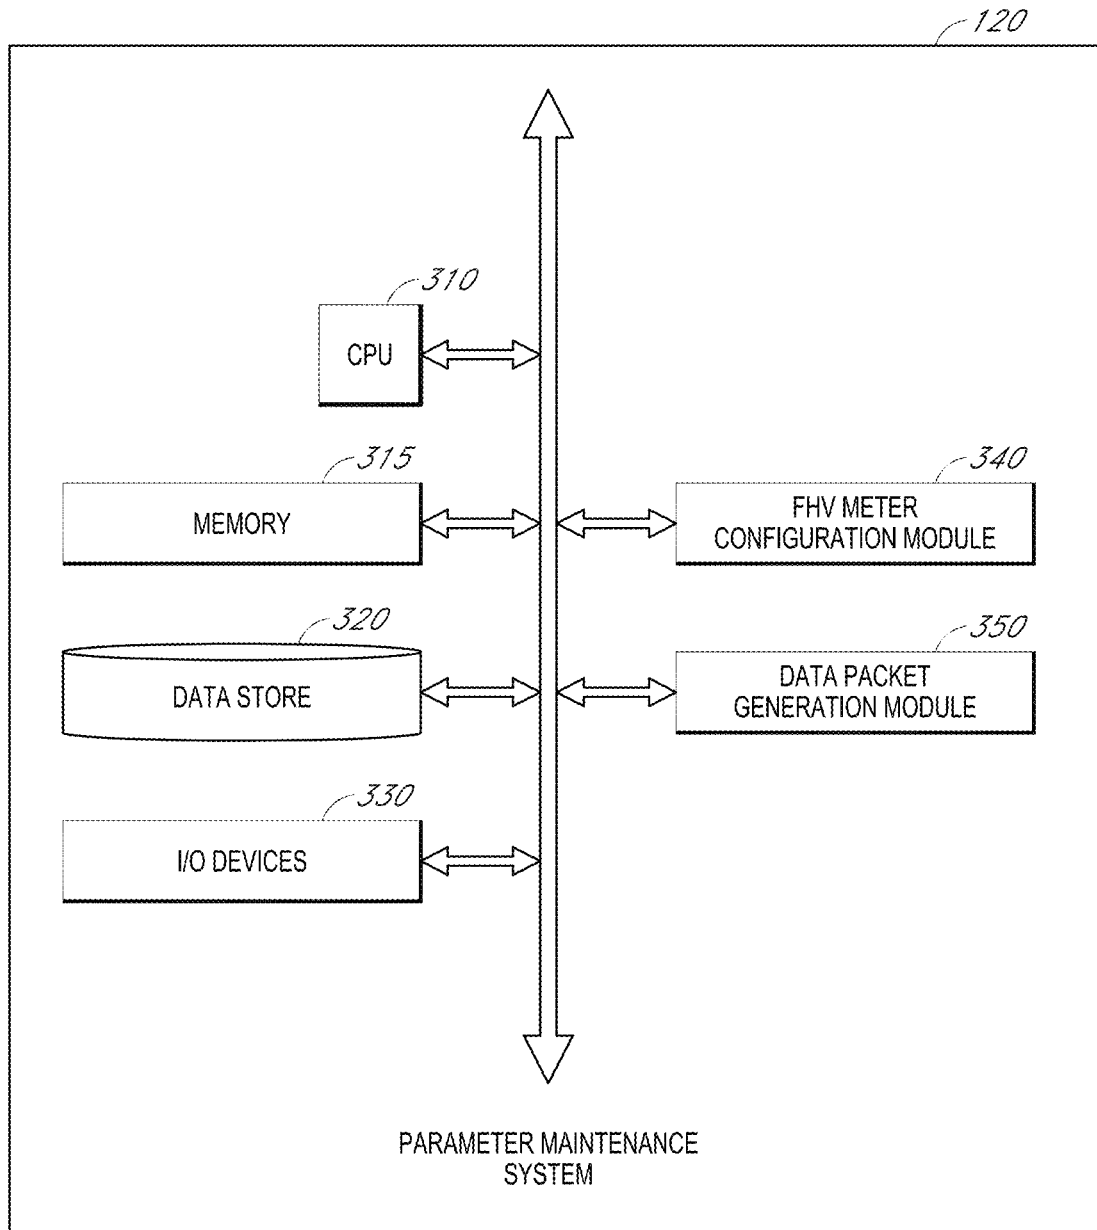 120
310
CPU
315
MEMORY
340
FHV METER
CONFIGURATION MODULE
320
DATA STORE
350
DATA PACKET
GENERATION MODULE
330
I/O DEVICES
PARAMETER MAINTENANCE
SYSTEM